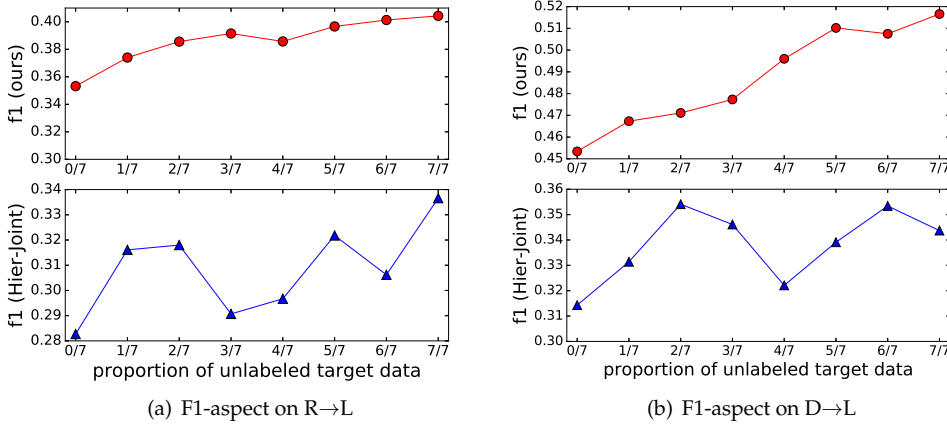 f1 (ours)
0.40
0.38
0.36
0.34
0.32
0.30
0/7 1/7 2/7 3/7 4/7 5/7 6/7 7/7
f1 (Hier-Joint)
0.34
0.33
0.32
0.31
0.30
0.29
0.28
0/7 1/7 2/7 3/7 4/7 5/7 6/7 7/7
proportion of unlabeled target data
(a) F1-aspect on R→L
f1 (ours)
0.52
0.51
0.50
0.49
0.48
0.47
0.46
0.45
0/7 1/7 2/7 3/7 4/7 5/7 6/7 7/7
f1 (Hier-Joint)
0.36
0.35
0.34
0.33
0.32
0.31
0.30
0/7 1/7 2/7 3/7 4/7 5/7 6/7 7/7
proportion of unlabeled target data
(b) F1-aspect on D→L